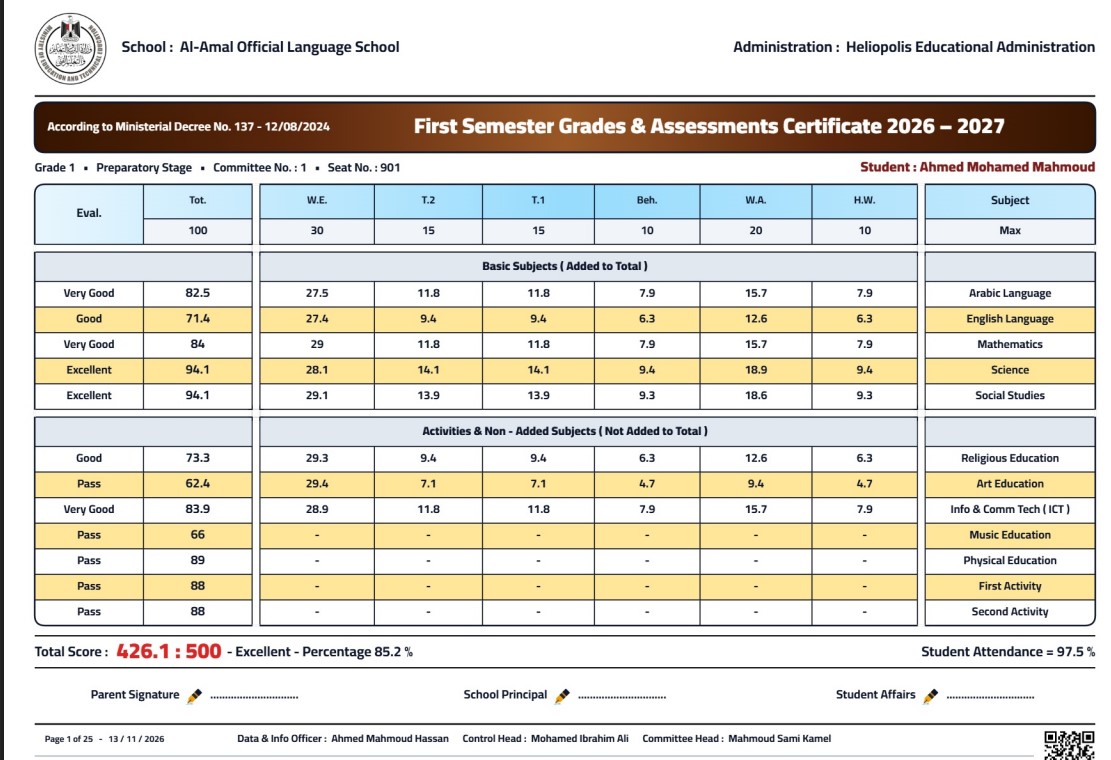 School : Al-Amal Official Language School
Administration : Heliopolis Educational Administration
According to Ministerial Decree No. 137 - 12/08/2024
First Semester Grades & Assessments Certificate 2026 – 2027
Grade 1 ▪ Preparatory Stage ▪ Committee No. : 1 ▪ Seat No. : 901
Student : Ahmed Mohamed Mahmoud
Eval. Tot. W.E. T.2 T.1 Beh. W.A. H.W. Subject
100 30 15 15 10 20 10 Max
Basic Subjects ( Added to Total )
Very Good 82.5 27.5 11.8 11.8 7.9 15.7 7.9 Arabic Language
Good 71.4 27.4 9.4 9.4 6.3 12.6 6.3 English Language
Very Good 84 29 11.8 11.8 7.9 15.7 7.9 Mathematics
Excellent 94.1 28.1 14.1 14.1 9.4 18.9 9.4 Science
Excellent 94.1 29.1 13.9 13.9 9.3 18.6 9.3 Social Studies
Activities & Non - Added Subjects ( Not Added to Total )
Good 73.3 29.3 9.4 9.4 6.3 12.6 6.3 Religious Education
Pass 62.4 29.4 7.1 7.1 4.7 9.4 4.7 Art Education
Very Good 83.9 28.9 11.8 11.8 7.9 15.7 7.9 Info & Comm Tech ( ICT )
Pass 66 - - - - - - Music Education
Pass 89 - - - - - - Physical Education
Pass 88 - - - - - - First Activity
Pass 88 - - - - - - Second Activity
Total Score : 426.1 : 500 - Excellent - Percentage 85.2 %
Student Attendance = 97.5 %
Parent Signature ..............................
School Principal ..............................
Student Affairs ..............................
Page 1 of 25 - 13 / 11 / 2026
Data & Info Officer : Ahmed Mahmoud Hassan Control Head : Mohamed Ibrahim Ali Committee Head : Mahmoud Sami Kamel